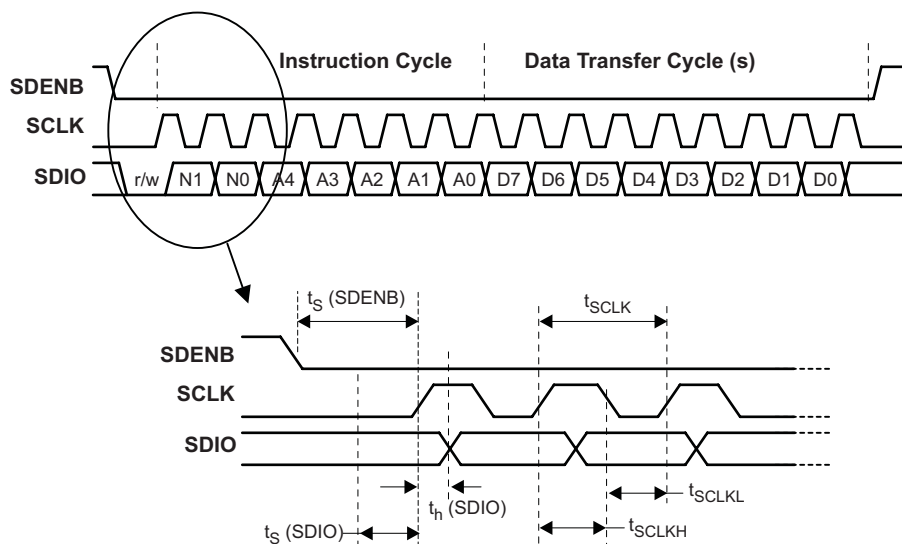 Instruction Cycle Data Transfer Cycle (s)
SDENB
SCLK
SDIO r/w N1 N0 A4 A3 A2 A1 A0 D7 D6 D5 D4 D3 D2 D1 D0
tS (SDENB) tSCLK
SDENB
SCLK
SDIO
th (SDIO) tSCLKL
tS (SDIO) tSCLKH